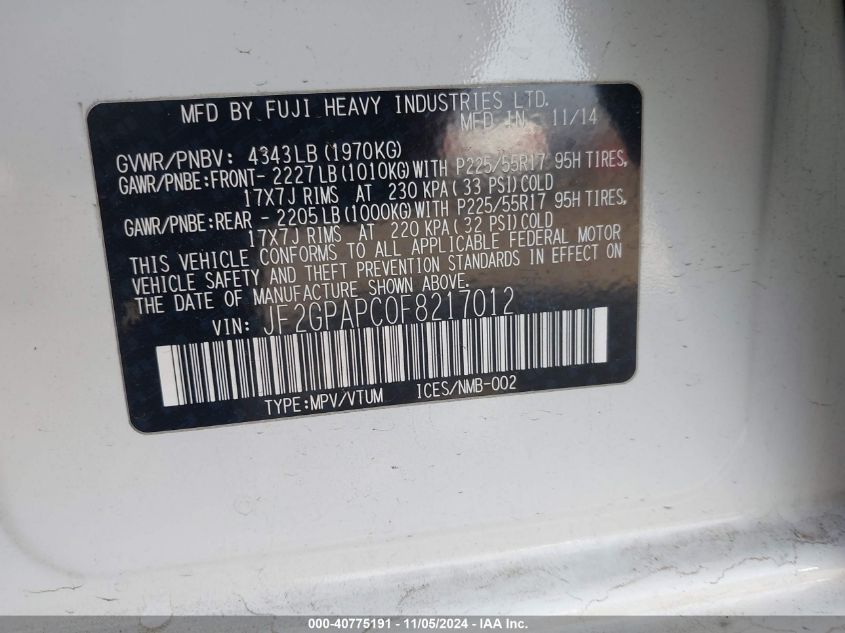 MFD BY FUJI HEAVY INDUSTRIES LTD.
MFD IN 11/14
GVWR/PNBV: 4343LB(1970KG)
GAWR/PNBE:FRONT-2227LB(1010KG)WITH P225/55R17 95H TIRES,
17X7J RIMS AT 230 KPA(33 PSI)COLD
GAWR/PNBE:REAR -2205LB(1000KG)WITH P225/55R17 95H TIRES,
17X7J RIMS AT 220 KPA(32 PSI)COLD
THIS VEHICLE CONFORMS TO ALL APPLICABLE FEDERAL MOTOR
VEHICLE SAFETY AND THEFT PREVENTION STANDARDS IN EFFECT ON
THE DATE OF MANUFACTURE SHOWN ABOVE.
VIN: JF2GPAPC0F8217012
TYPE:MPV/VTUM ICES/NMB-002
000-40775191 - 11/05/2024 - IAA Inc.